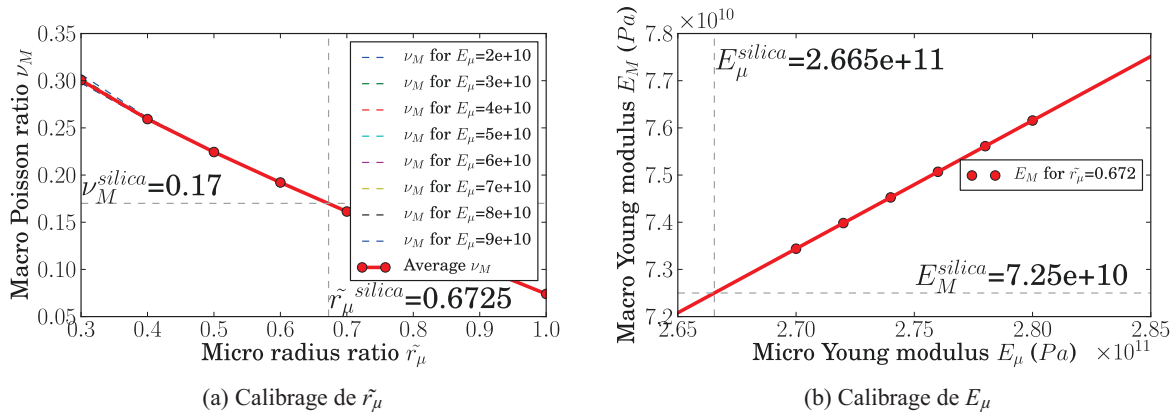 0.35
0.30
0.25
0.20
0.15
0.10
0.05
Macro Poisson ratio ν_M
ν_M^{silica}=0.17
ν_M for E_μ=2e+10
ν_M for E_μ=3e+10
ν_M for E_μ=4e+10
ν_M for E_μ=5e+10
ν_M for E_μ=6e+10
ν_M for E_μ=7e+10
ν_M for E_μ=8e+10
ν_M for E_μ=9e+10
Average ν_M
r̃_μ^{silica}=0.6725
0.3 0.4 0.5 0.6 0.7 0.8 0.9 1.0
Micro radius ratio r̃_μ
(a) Calibrage de r̃_μ
×10^{10}
7.8
7.7
7.6
7.5
7.4
7.3
7.2
Macro Young modulus E_M (Pa)
E_μ^{silica}=2.665e+11
E_M for r̃_μ=0.672
E_M^{silica}=7.25e+10
2.65 2.70 2.75 2.80 2.85
Micro Young modulus E_μ (Pa) ×10^{11}
(b) Calibrage de E_μ